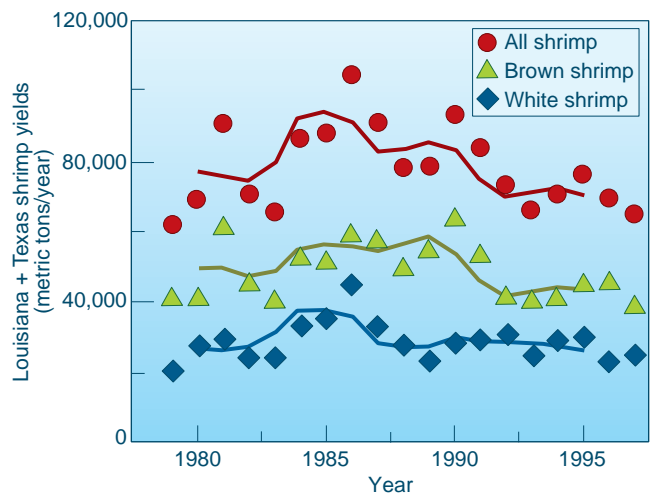 120,000
80,000
40,000
0
Louisiana + Texas shrimp yields
(metric tons/year)
All shrimp
Brown shrimp
White shrimp
1980 1985 1990 1995
Year